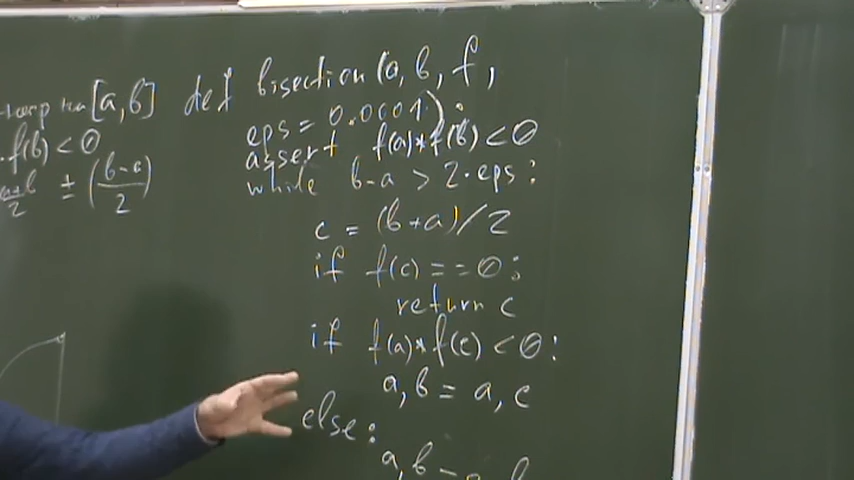 [a,b]
f(b) < 0
± (b-a / 2)
def bisection (a, b, f,
eps = 0.0001):
assert f(a)*f(b) < 0
while b-a > 2·eps:
c = (b+a)/2
if f(c) == 0:
return c
if f(a)*f(c) < 0:
a, b = a, c
else:
a, b =